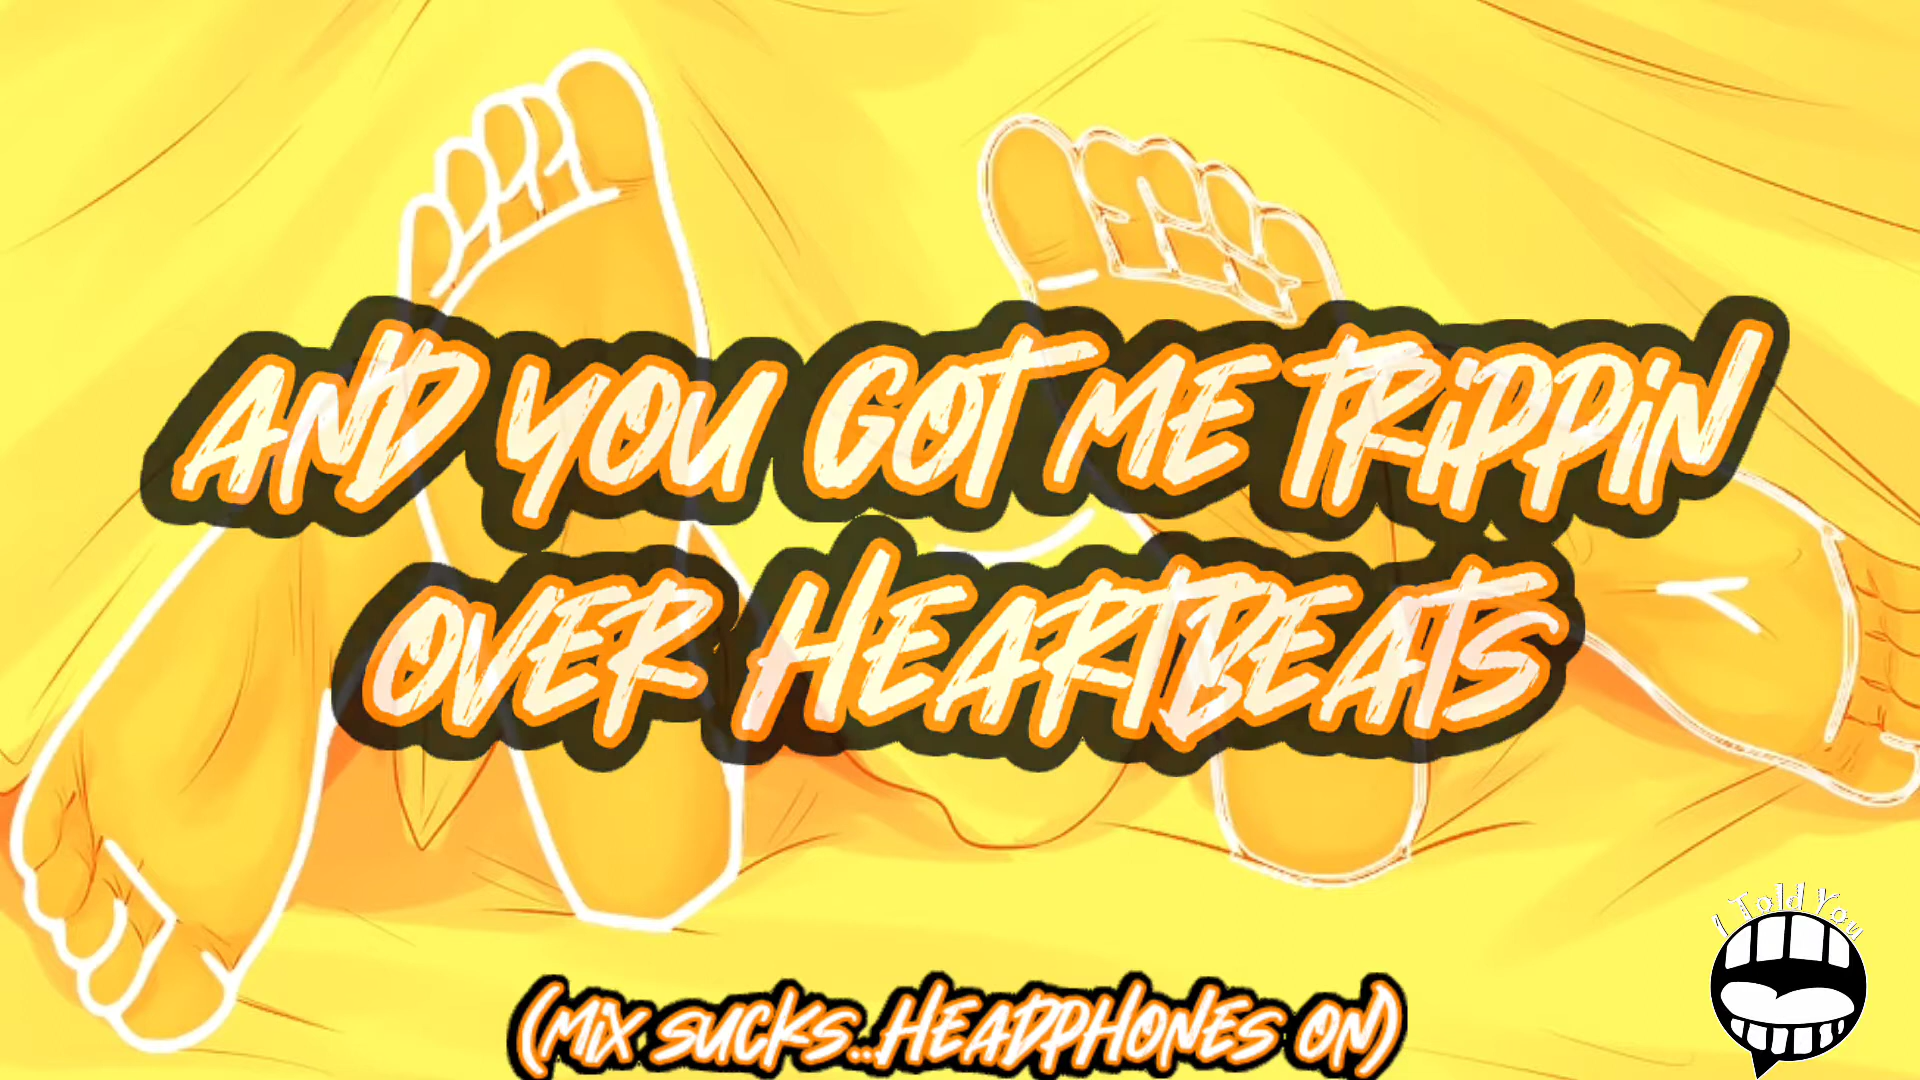 AND YOU GOT ME TRiPPiN
OVER HEARTBEATS
I Told You
(Mix SUCKS...HEADPHONES ON)